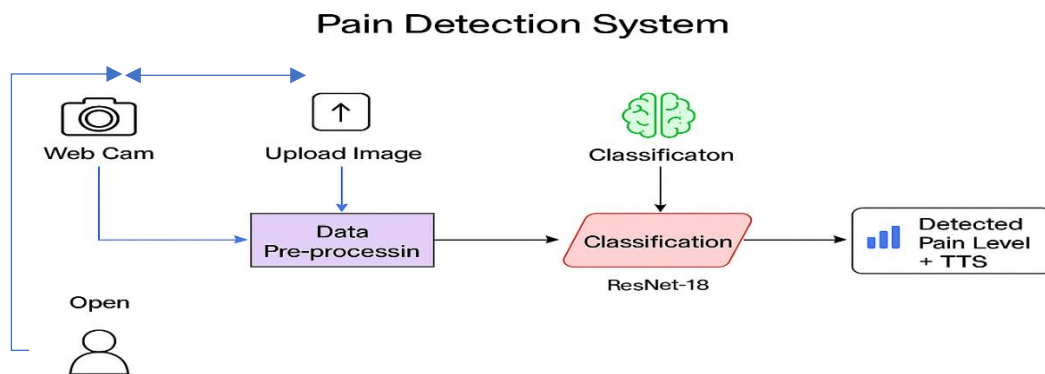 Pain Detection System
Web Cam
Upload Image
Classificaton
Data
Pre-processin
Classification
ResNet-18
Detected
Pain Level
+ TTS
Open